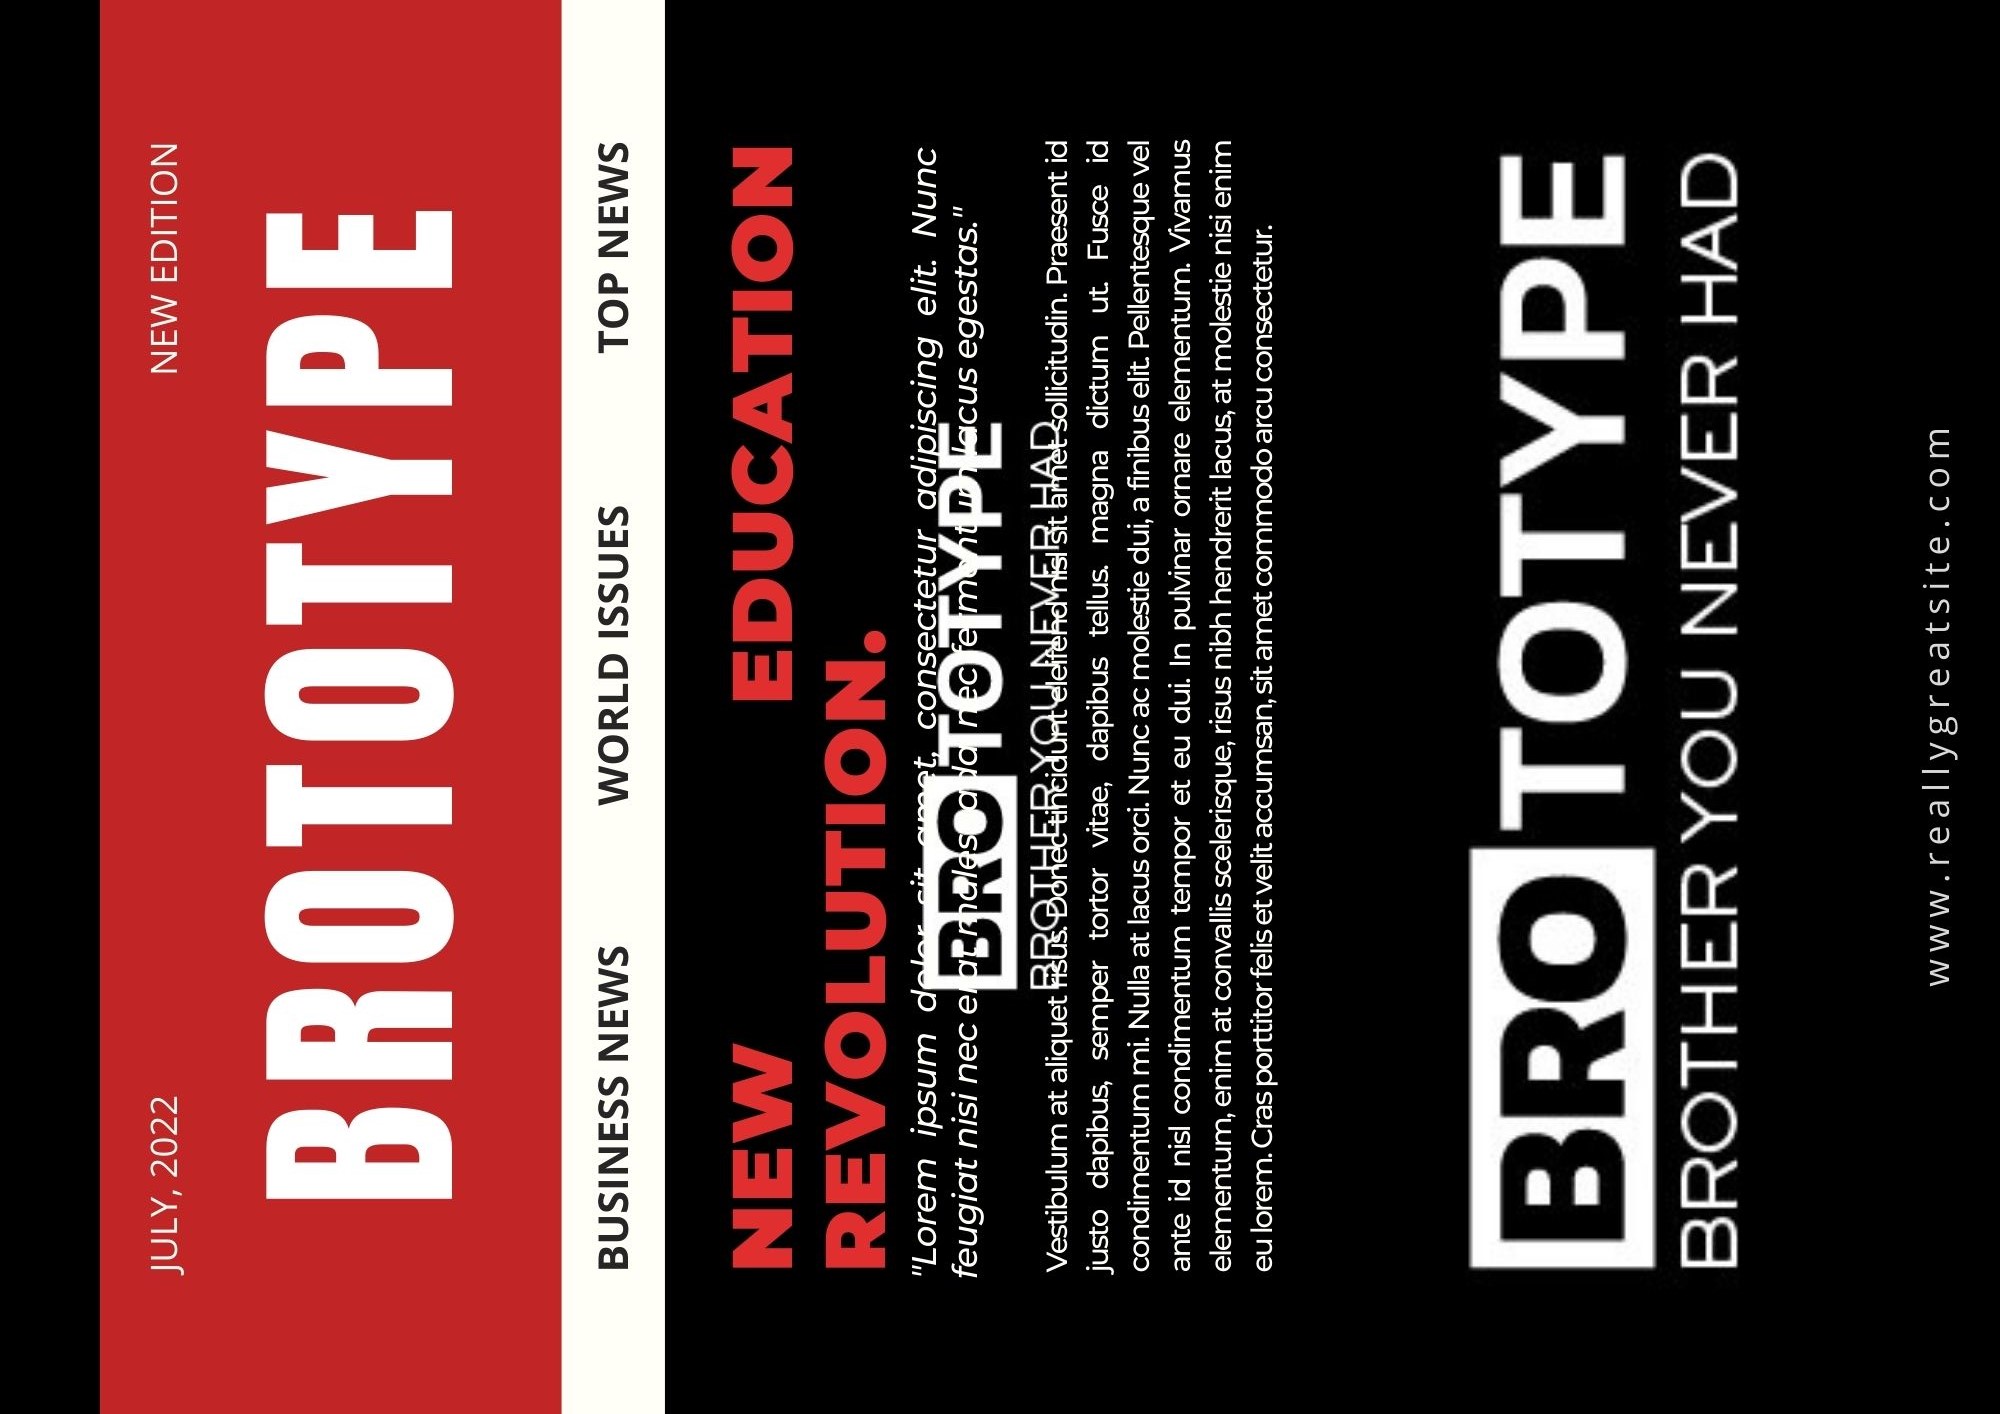 JULY, 2022 NEW EDITION
BROTOTYPE
BUSINESS NEWS WORLD ISSUES TOP NEWS
NEW EDUCATION
REVOLUTION.
"Lorem ipsum dolor sit amet, consectetur adipiscing elit. Nunc
feugiat nisi nec erat malesuada nec fermentum lacus egestas."
BROTOTYPE
BROTHER YOU NEVER HAD
Vestibulum at aliquet risus. Donec tincidunt eleifend nisl sit amet sollicitudin. Praesent id
justo dapibus, semper tortor vitae, dapibus tellus. magna dictum ut. Fusce id
condimentum mi. Nulla at lacus orci. Nunc ac molestie dui, a finibus elit. Pellentesque vel
ante id nisl condimentum tempor et eu dui. In pulvinar ornare elementum. Vivamus
elementum, enim at convallis scelerisque, risus nibh hendrerit lacus, at molestie nisi enim
eu lorem. Cras porttitor felis et velit accumsan, sit amet commodo arcu consectetur.
BROTOTYPE
BROTHER YOU NEVER HAD
www.reallygreatsite.com